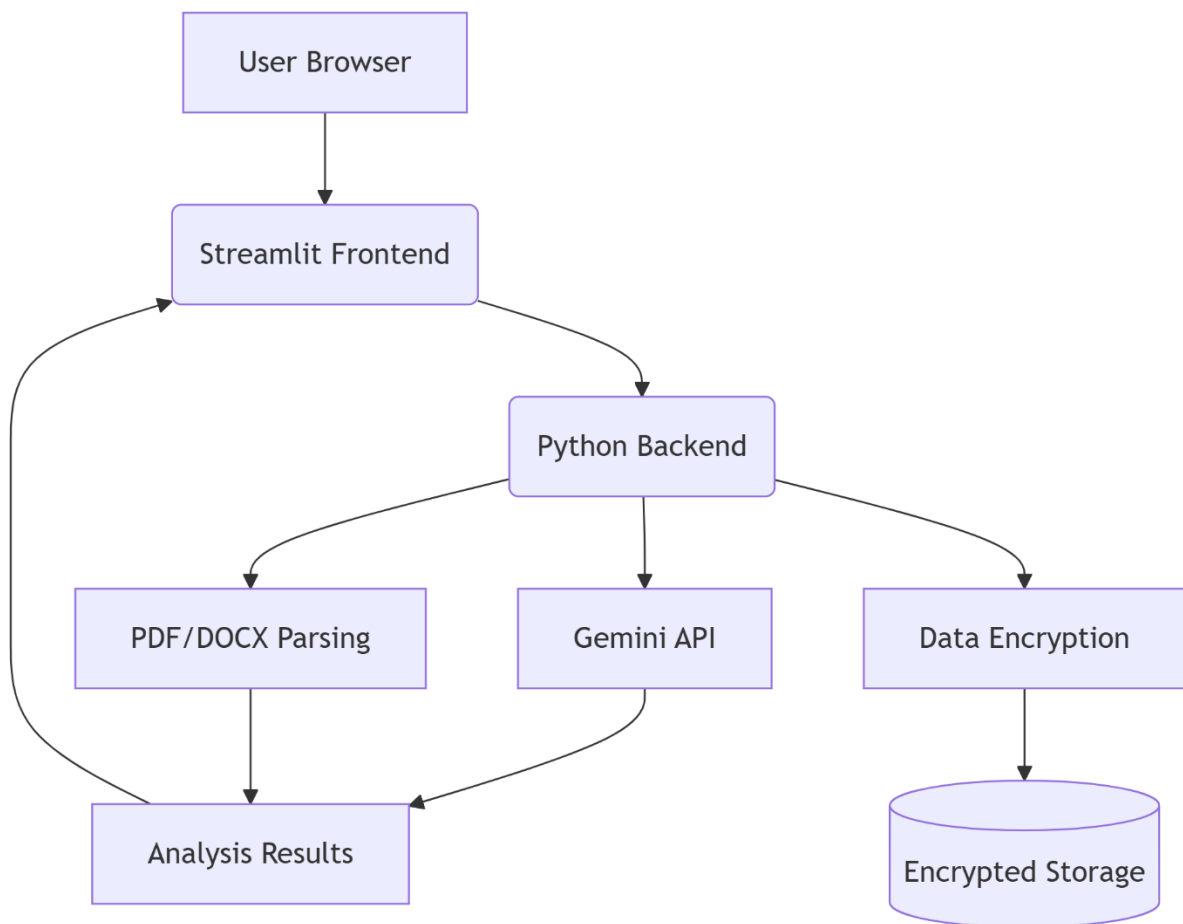 User Browser
Streamlit Frontend
Python Backend
PDF/DOCX Parsing
Gemini API
Data Encryption
Analysis Results
Encrypted Storage